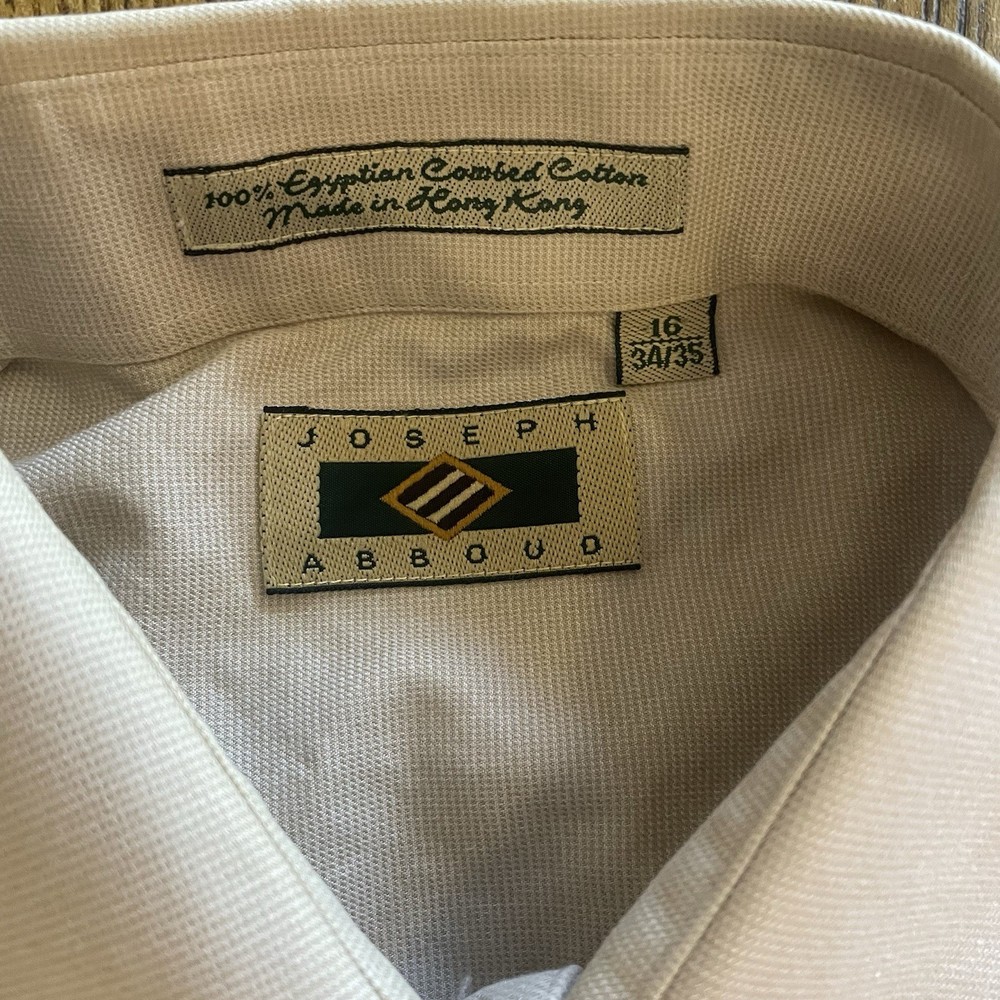 100% Egyptian Combed Cotton
Made in Hong Kong
16
34/35
JOSEPH
ABBOUD